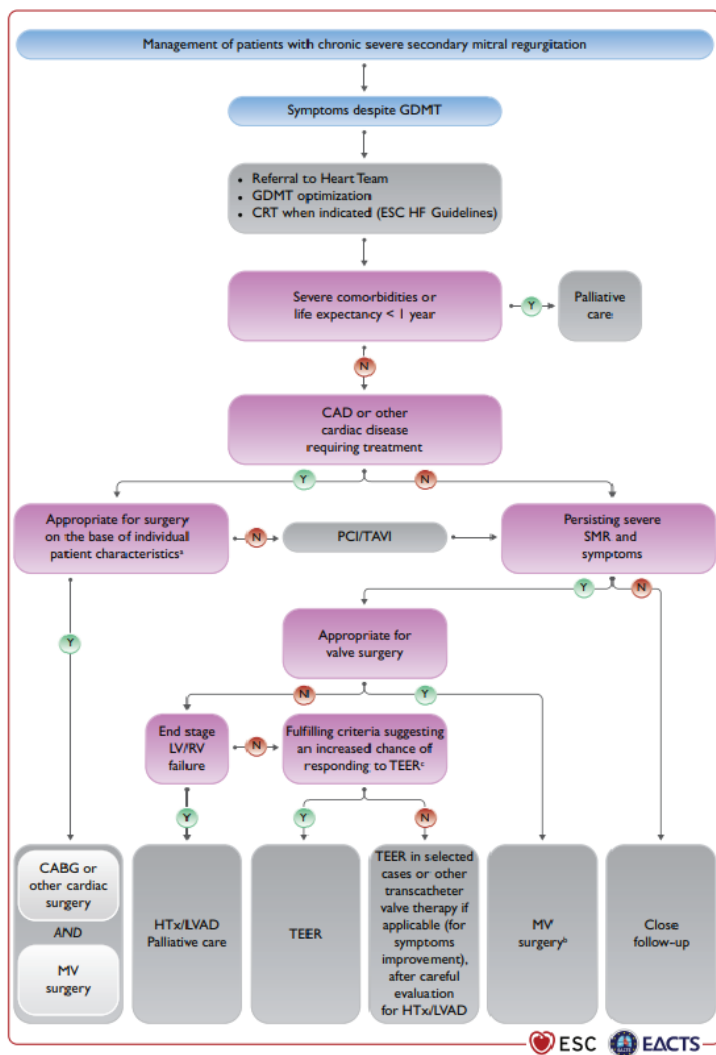 Management of patients with chronic severe secondary mitral regurgitation
Symptoms despite GDMT
• Referral to Heart Team
• GDMT optimization
• CRT when indicated (ESC HF Guidelines)
Severe comorbidities or
life expectancy < 1 year
Y
Palliative
care
N
CAD or other
cardiac disease
requiring treatment
Y
N
Appropriate for surgery
on the base of individual
patient characteristicsᵃ
N
PCI/TAVI
Persisting severe
SMR and
symptoms
Y
N
Y
Appropriate for
valve surgery
N
Y
End stage
LV/RV
failure
N
Fulfilling criteria suggesting
an increased chance of
responding to TEERᶜ
Y
Y
N
CABG or
other cardiac
surgery
AND
MV
surgery
HTx/LVAD
Palliative care
TEER
TEER in selected
cases or other
transcatheter
valve therapy if
applicable (for
symptoms
improvement),
after careful
evaluation
for HTx/LVAD
MV
surgeryᵇ
Close
follow-up
ESC
EACTS